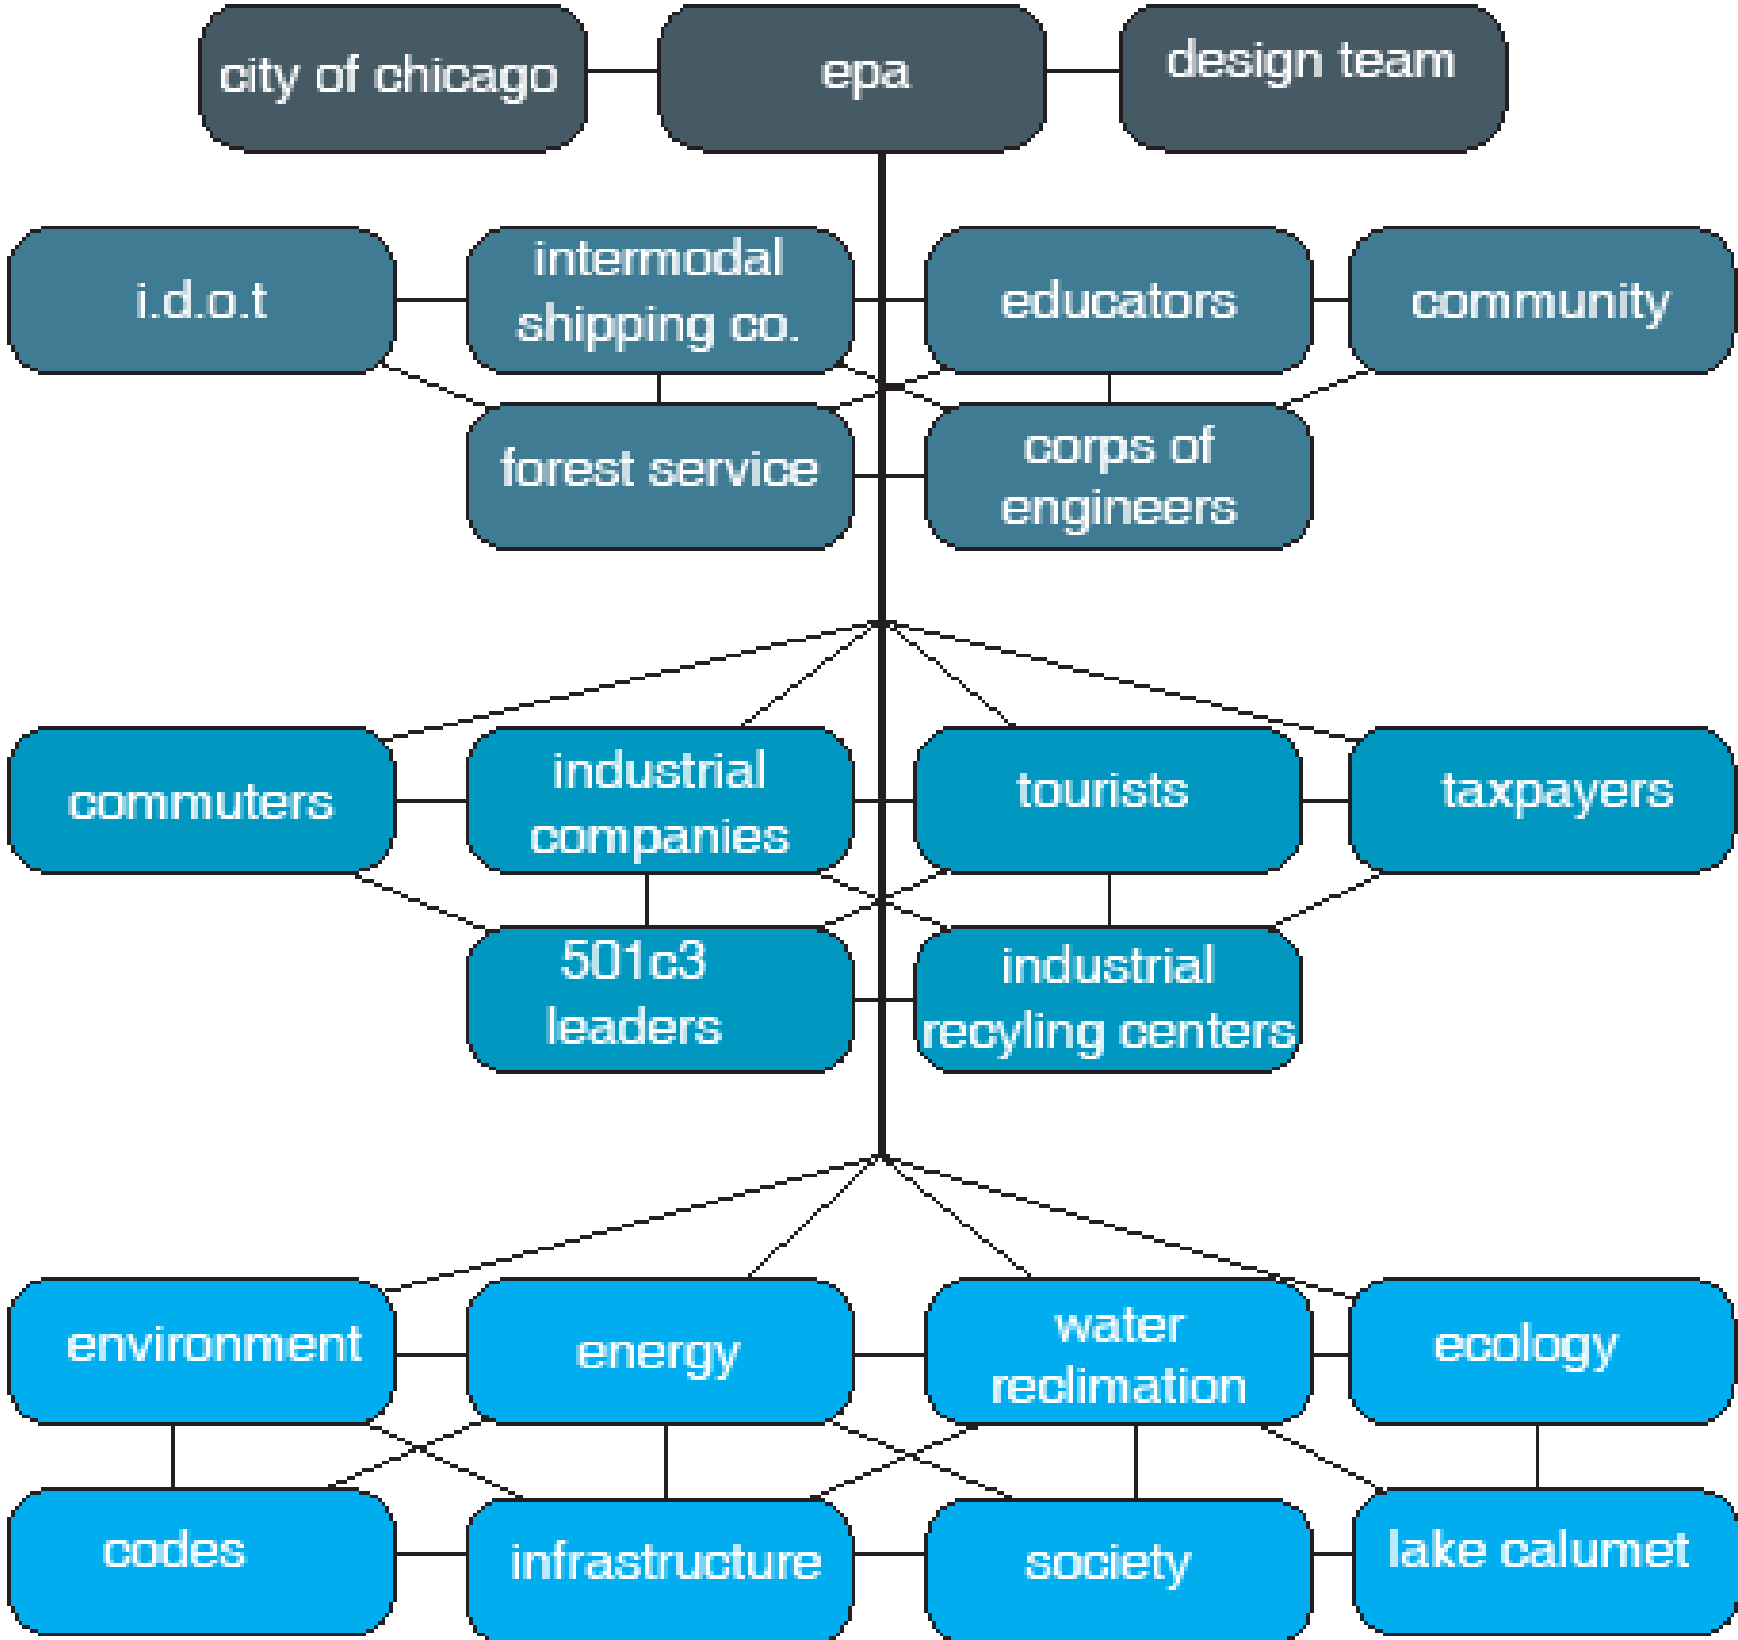 city of chicago
epa
design team
i.d.o.t
intermodal
shipping co.
educators
community
forest service
corps of
engineers
commuters
industrial
companies
tourists
taxpayers
501c3
leaders
industrial
recyling centers
environment
energy
water
reclimation
ecology
codes
infrastructure
society
lake calumet